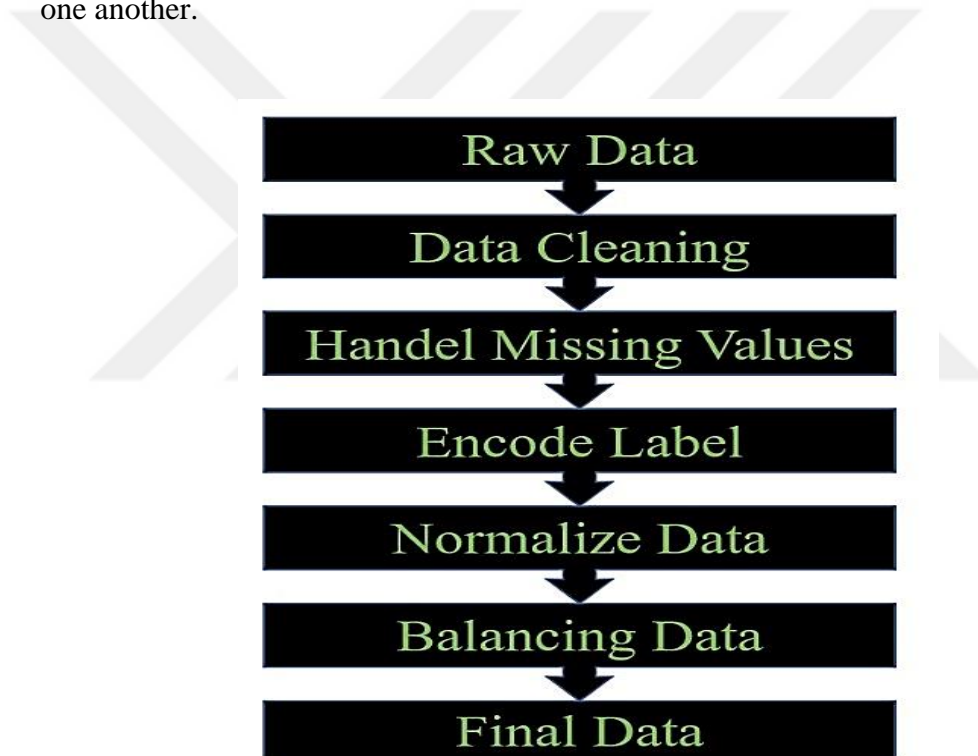 one another.
Raw Data
Data Cleaning
Handel Missing Values
Encode Label
Normalize Data
Balancing Data
Final Data